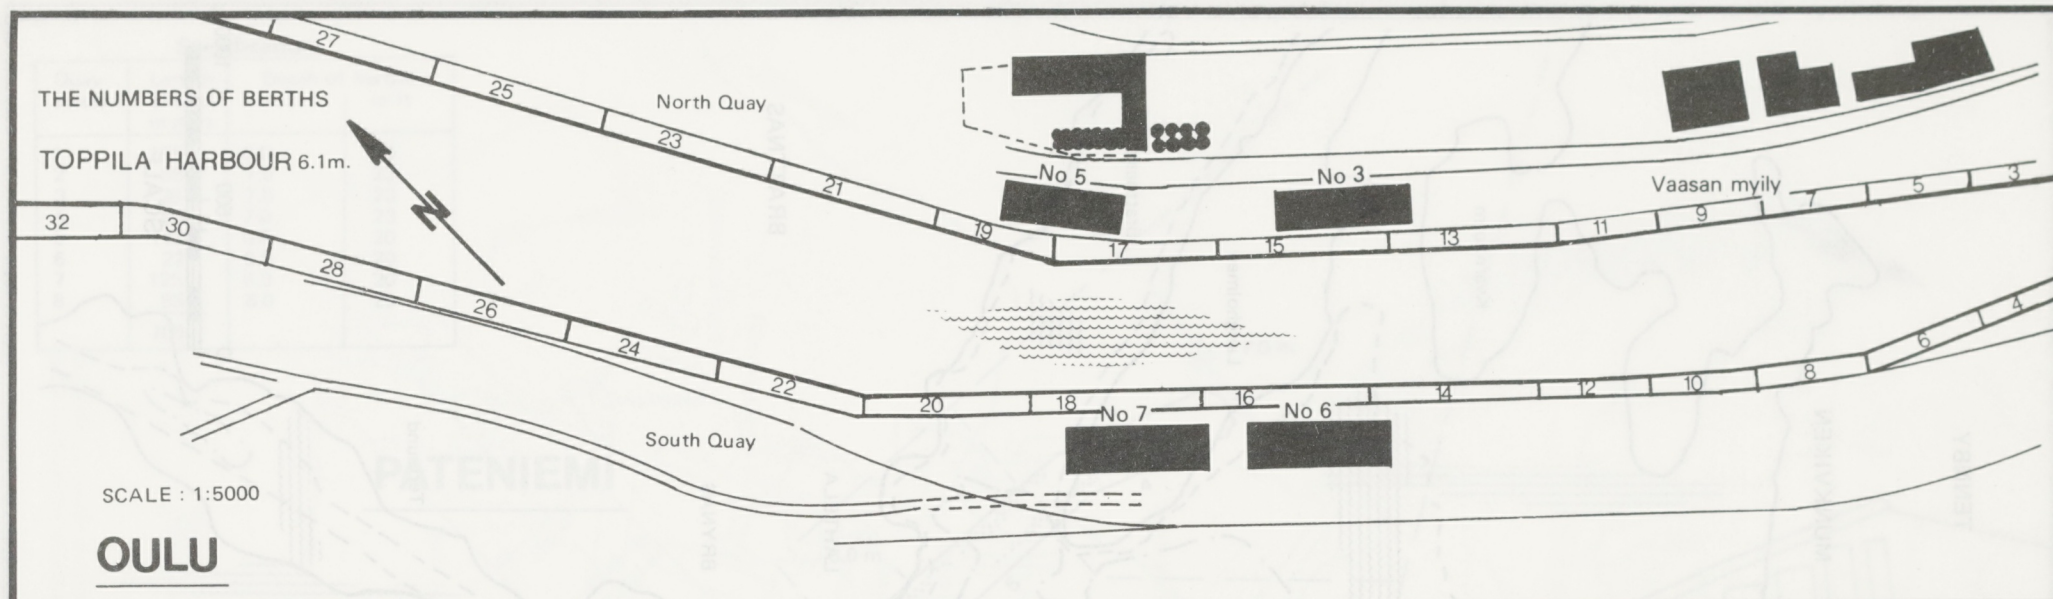 THE NUMBERS OF BERTHS
TOPPILA HARBOUR 6.1m.
North Quay
27
25
23
21
19
17
15
13
11
9
7
5
3
No 5
No 3
Vaasan myily
N
32
30
28
26
24
22
20
18
16
14
12
10
8
6
4
No 7
No 6
South Quay
SCALE : 1:5000
OULU
PATENIEMI